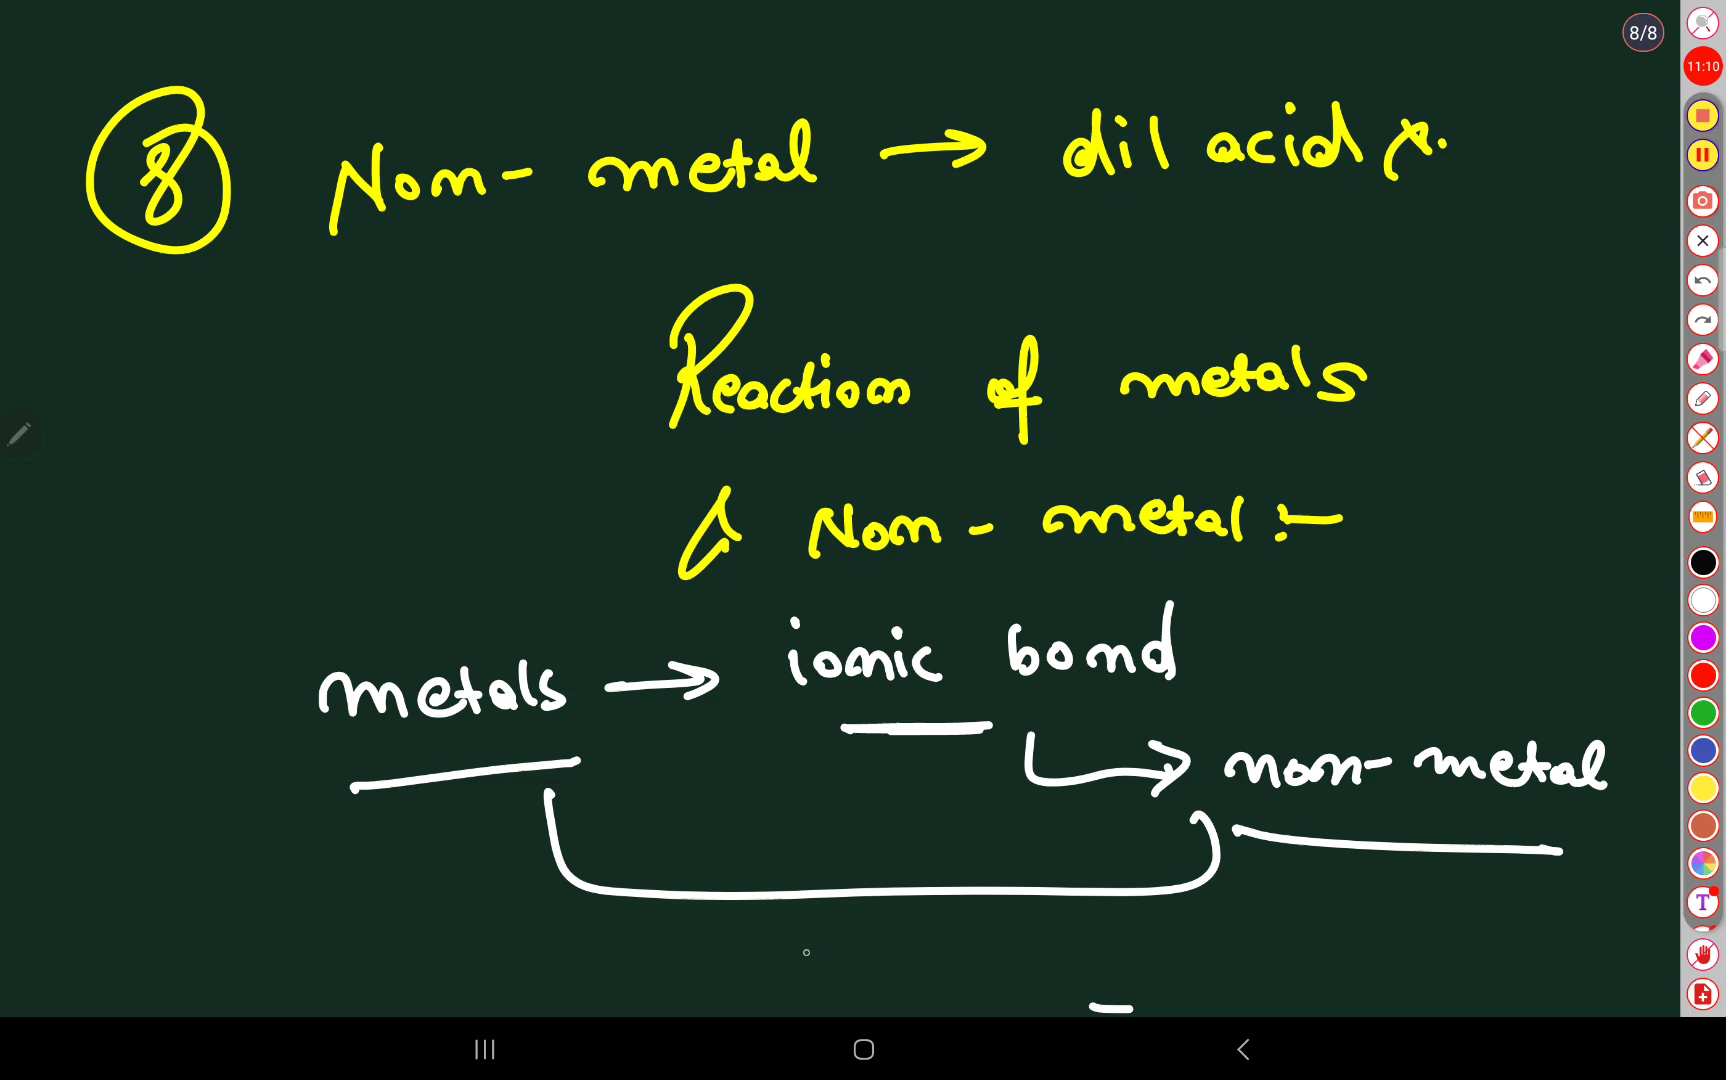 8/8
11:10
8 Non-metal → dil acid x.
Reaction of metals
& Non-metal :-
metals → ionic bond
→ non-metal
T